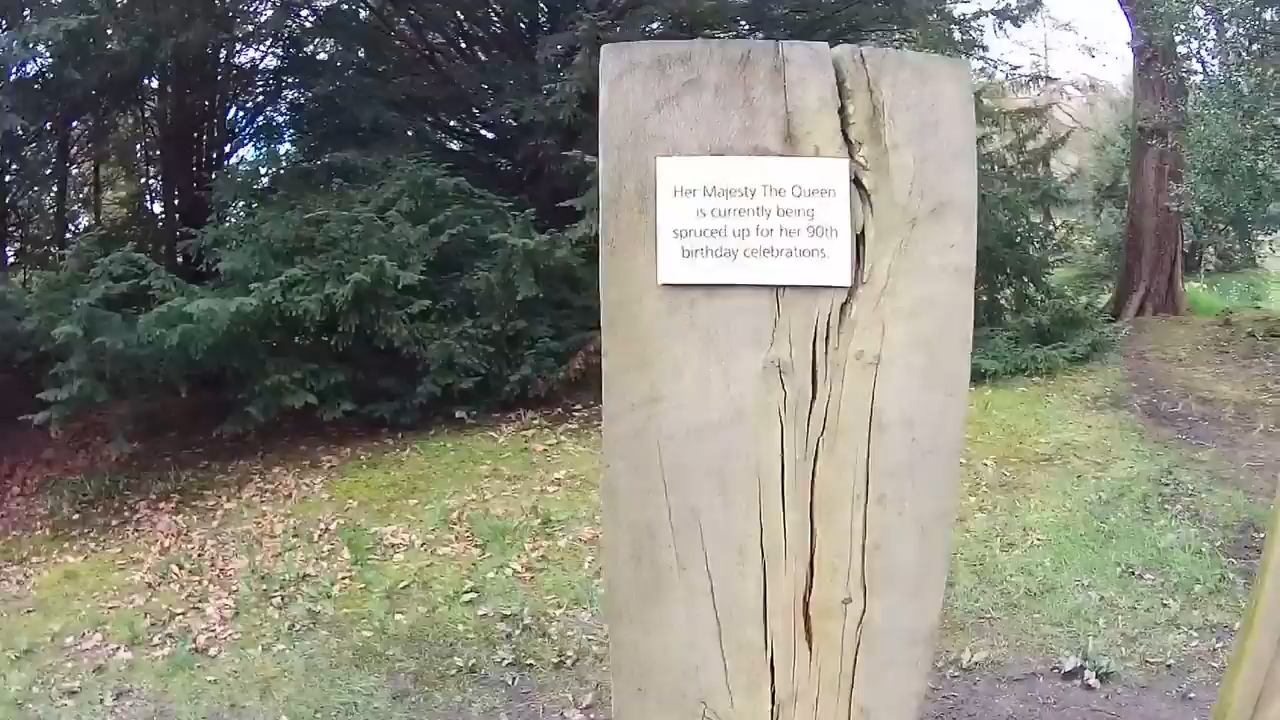 Her Majesty The Queen
is currently being
spruced up for her 90th
birthday celebrations.